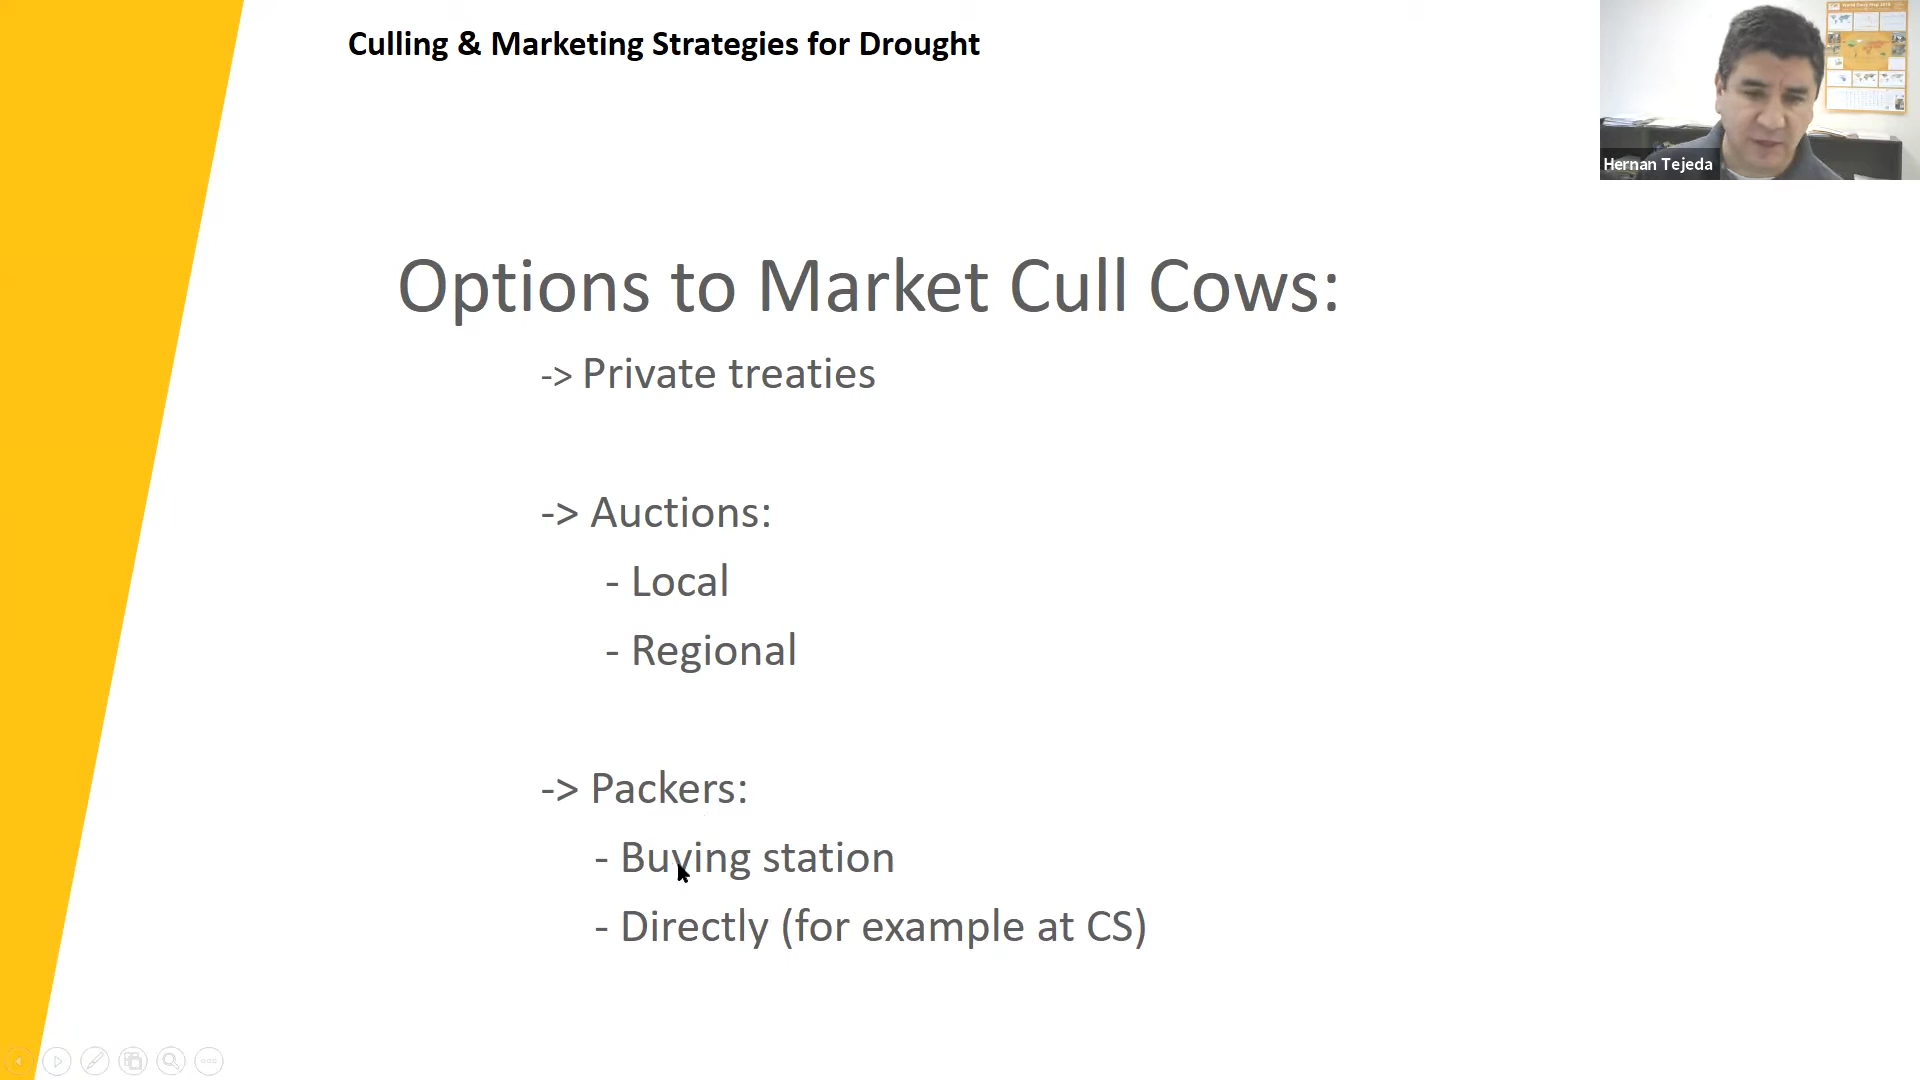 Culling & Marketing Strategies for Drought
Hernan Tejeda
Options to Market Cull Cows:
-> Private treaties
-> Auctions:
- Local
- Regional
-> Packers:
- Buying station
- Directly (for example at CS)